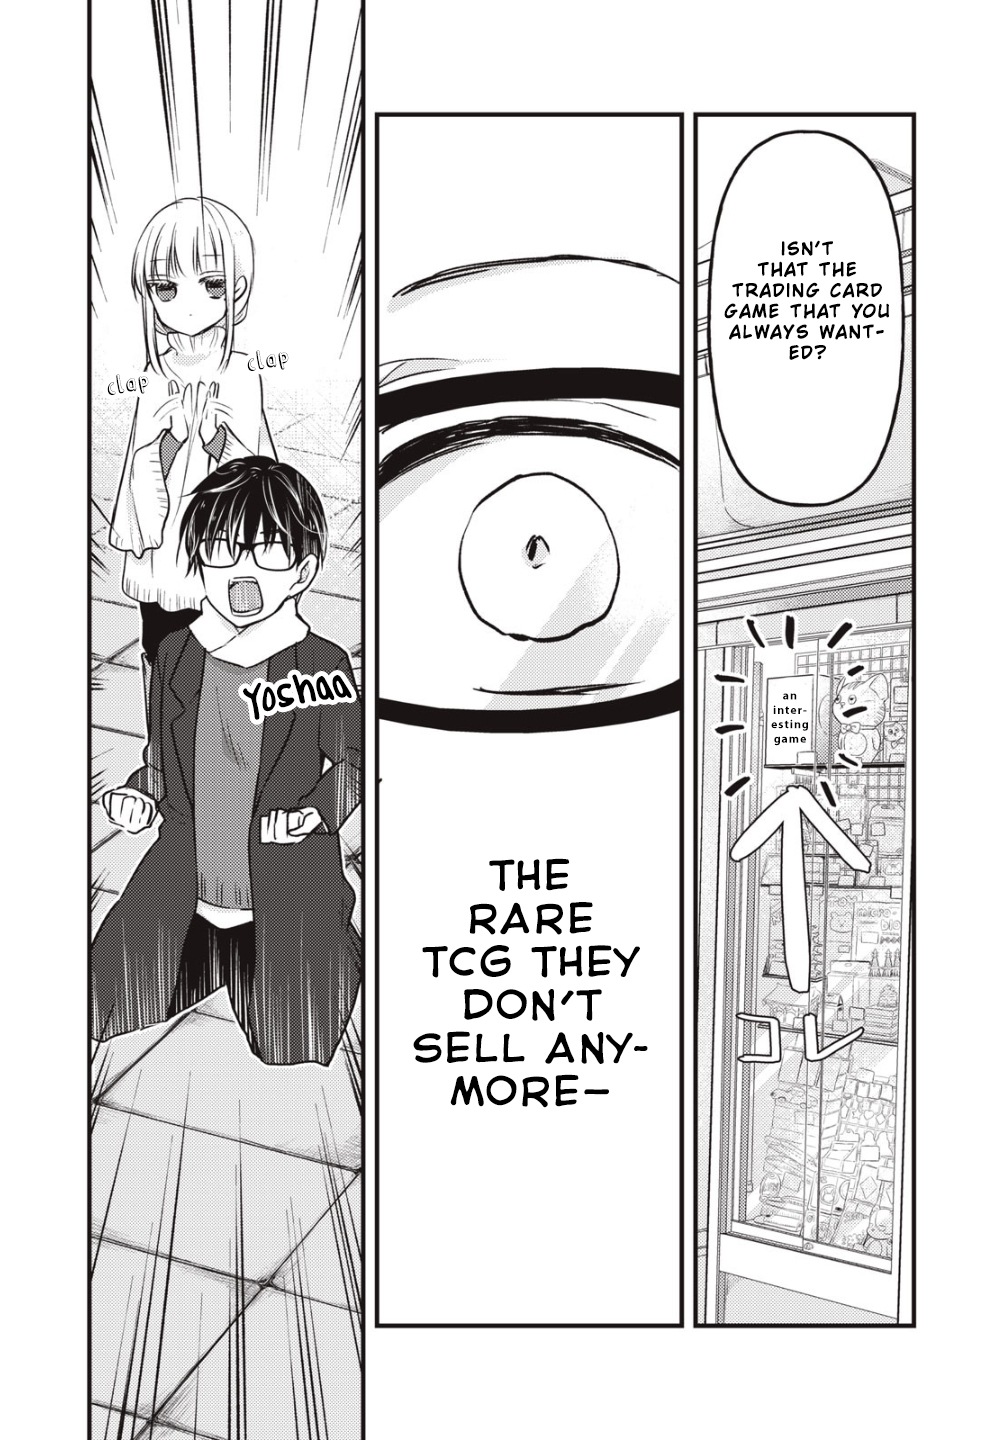 ISN'T
THAT THE
TRADING CARD
GAME THAT YOU
ALWAYS WANT-
ED?
an
inter-
esting
game
コレ
THE
RARE
TCG THEY
DON'T
SELL ANY-
MORE—
clap
clap
Yoshaa